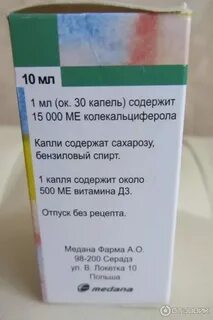 10 мл
1 мл (ок. 30 капель) содержит
15 000 МЕ колекальциферола
Капли содержат сахарозу,
бензиловый спирт.
1 капля содержит около
500 МЕ витамина Д3.
Отпуск без рецепта.
Медана Фарма А.О.
98-200 Серадз
ул. В. Локетка 10
Польша
medana